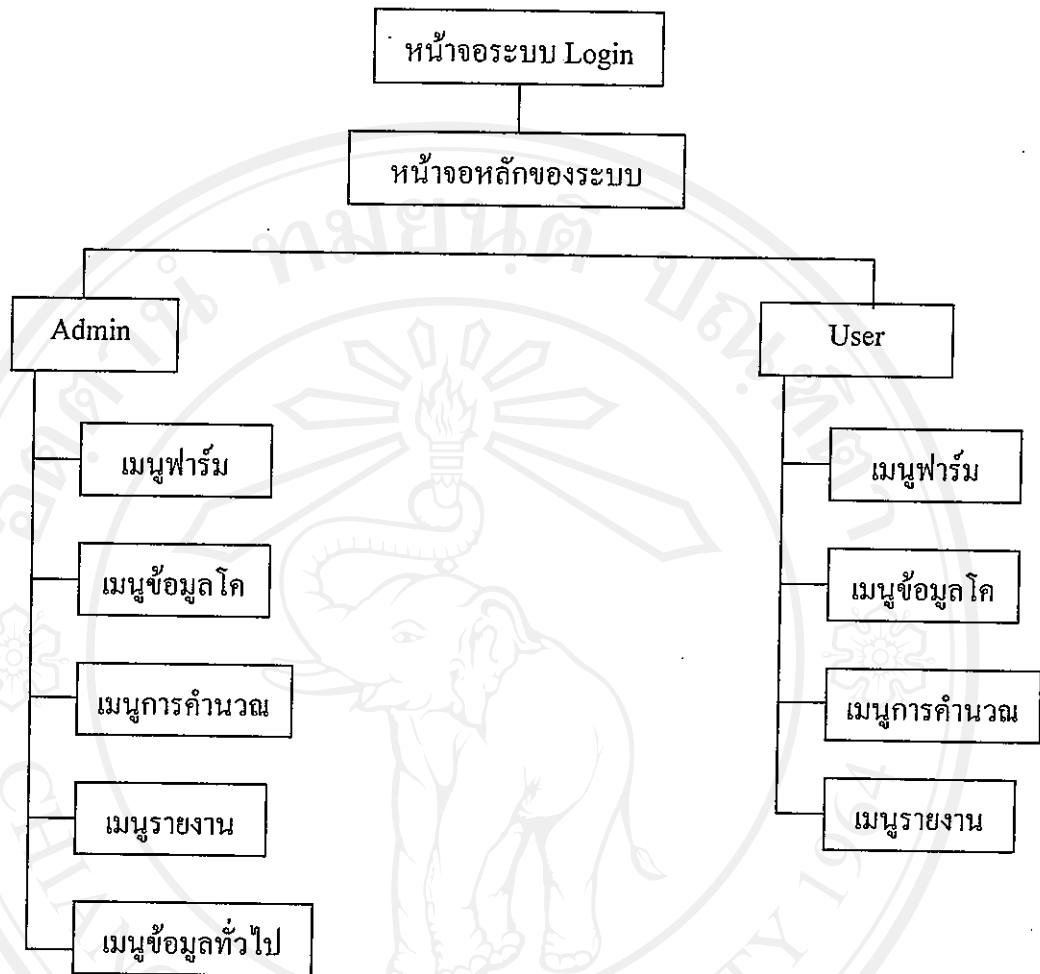 หน้าจอระบบ Login
หน้าจอหลักของระบบ
Admin
User
เมนูฟาร์ม
เมนูข้อมูลโค
เมนูการคำนวณ
เมนูรายงาน
เมนูข้อมูลทั่วไป
เมนูฟาร์ม
เมนูข้อมูลโค
เมนูการคำนวณ
เมนูรายงาน